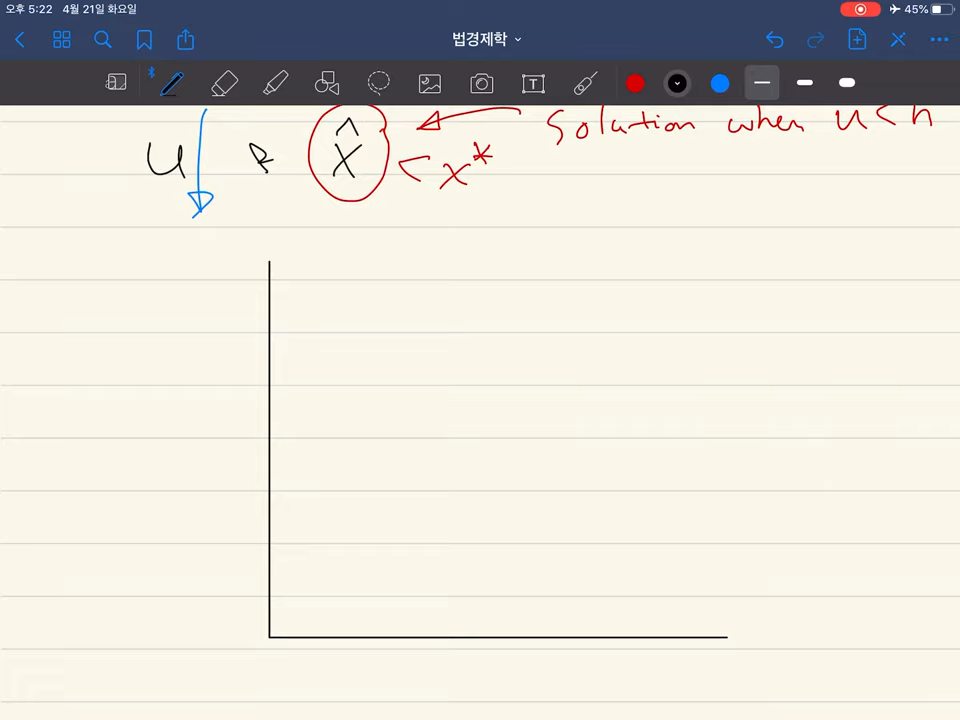 오후 5:22 4월 21일 화요일
45%
법경제학
T
Solution when u < h
u & x̂ < x*